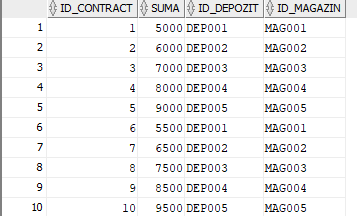 ID_CONTRACT SUMA ID_DEPOZIT ID_MAGAZIN
1 1 5000 DEP001 MAG001
2 2 6000 DEP002 MAG002
3 3 7000 DEP003 MAG003
4 4 8000 DEP004 MAG004
5 5 9000 DEP005 MAG005
6 6 5500 DEP001 MAG001
7 7 6500 DEP002 MAG002
8 8 7500 DEP003 MAG003
9 9 8500 DEP004 MAG004
10 10 9500 DEP005 MAG005